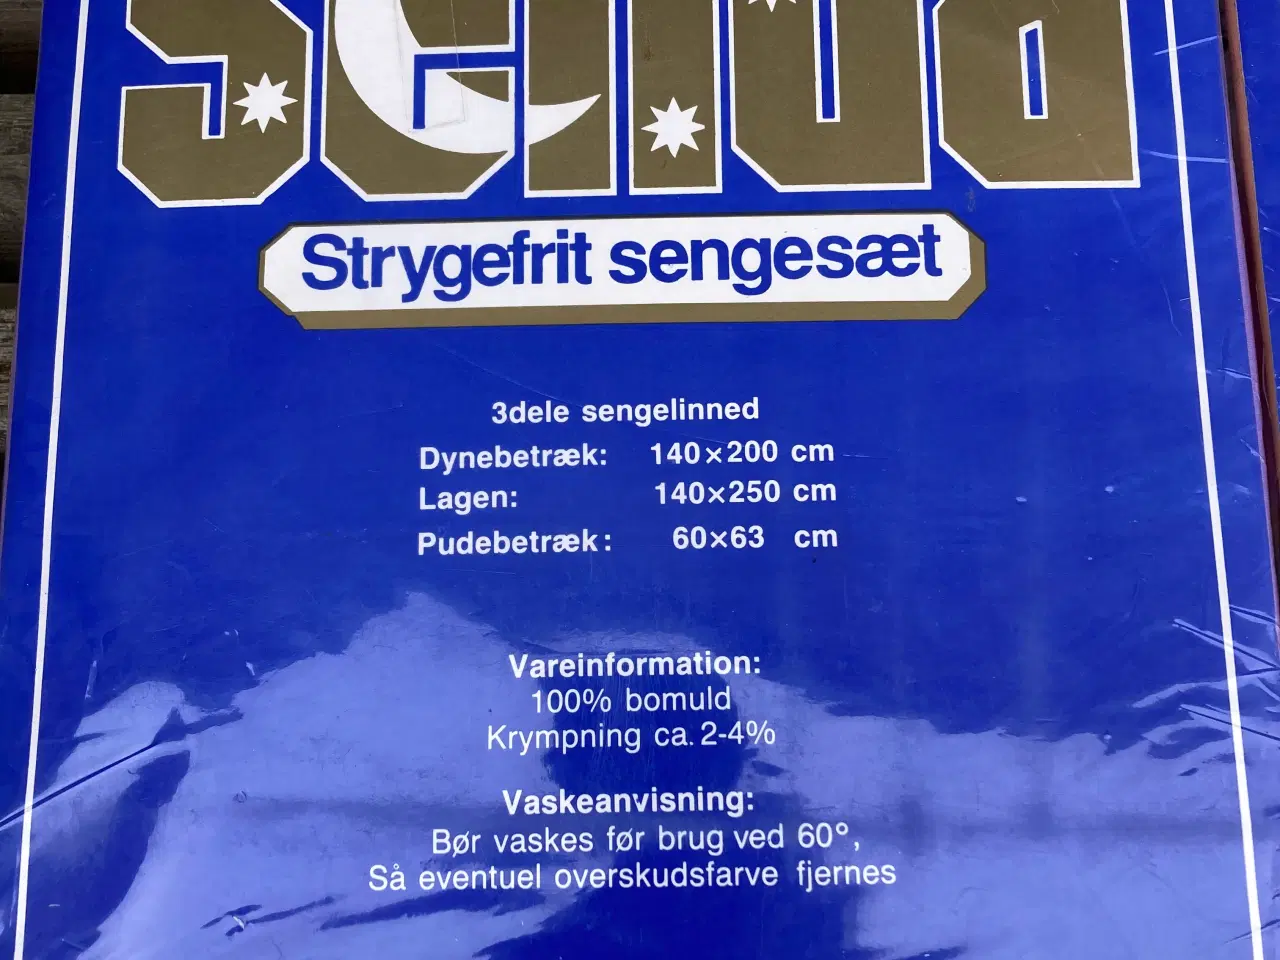 Strygefrit sengesæt
3dele sengelinned
Dynebetræk: 140×200 cm
Lagen: 140×250 cm
Pudebetræk: 60×63 cm
Vareinformation:
100% bomuld
Krympning ca. 2-4%
Vaskeanvisning:
Bør vaskes før brug ved 60°,
Så eventuel overskudsfarve fjernes